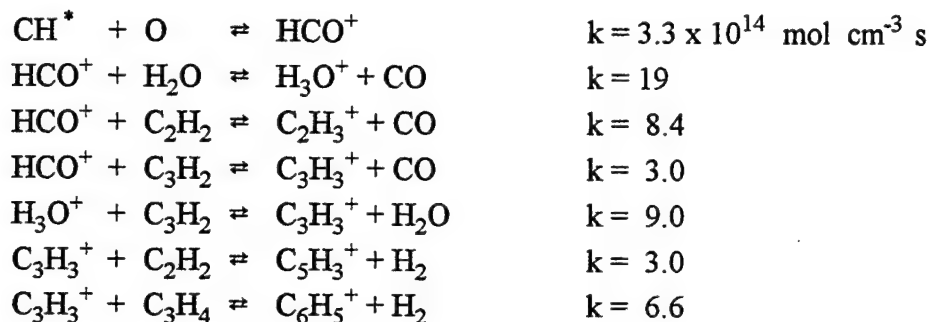 CH* + O ⇌ HCO⁺ k = 3.3 x 10¹⁴ mol cm⁻³ s
HCO⁺ + H₂O ⇌ H₃O⁺ + CO k = 19
HCO⁺ + C₂H₂ ⇌ C₂H₃⁺ + CO k = 8.4
HCO⁺ + C₃H₂ ⇌ C₃H₃⁺ + CO k = 3.0
H₃O⁺ + C₃H₂ ⇌ C₃H₃⁺ + H₂O k = 9.0
C₃H₃⁺ + C₂H₂ ⇌ C₅H₃⁺ + H₂ k = 3.0
C₃H₃⁺ + C₃H₄ ⇌ C₆H₅⁺ + H₂ k = 6.6